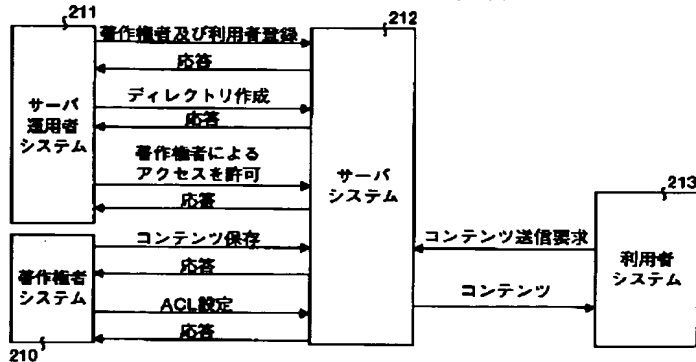 211
サーバ
運用者
システム
著作権者及び利用者登録
応答
ディレクトリ作成
応答
著作権者による
アクセスを許可
応答
著作権者
システム
210
コンテンツ保存
応答
ACL設定
応答
212
サーバ
システム
コンテンツ送信要求
コンテンツ
213
利用者
システム